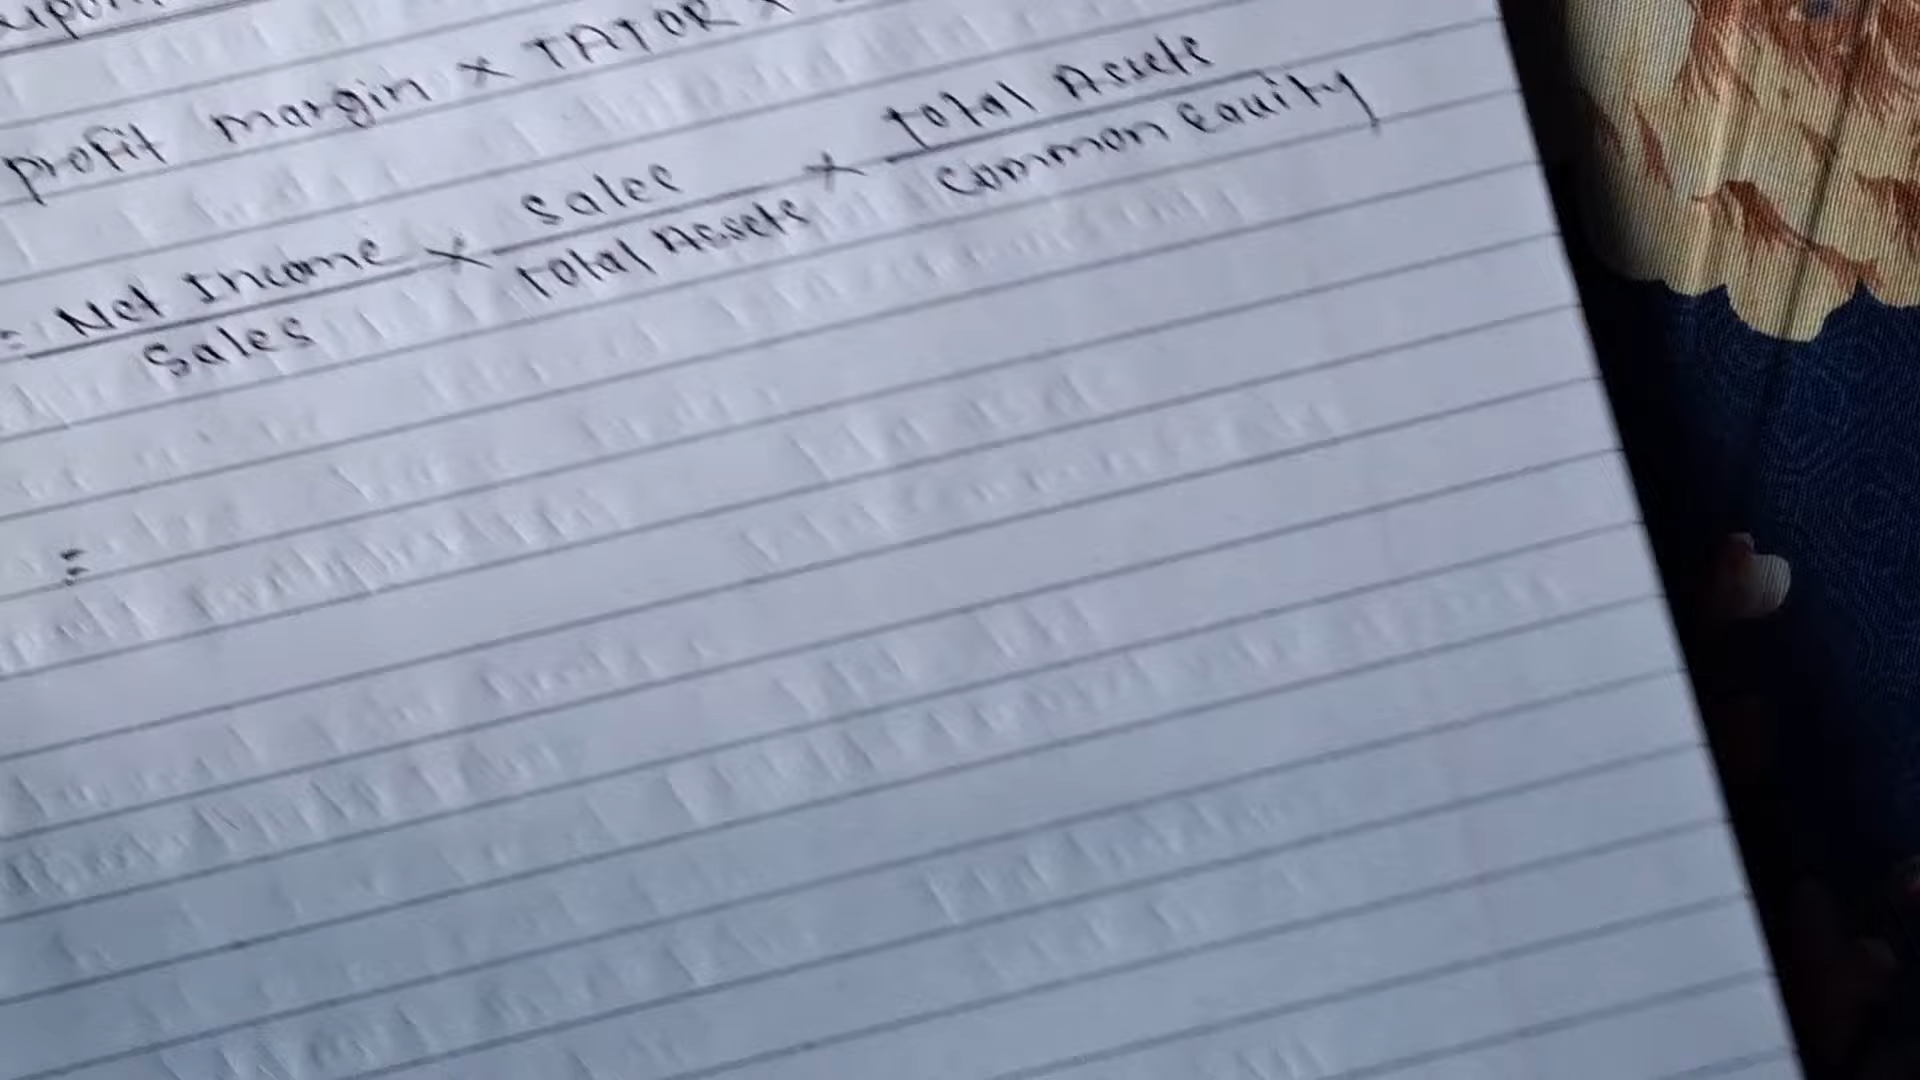 profit margin × TATOR ×
= Net Income / Sales × Sales / Total Assets × total Assets / Common Equity
=